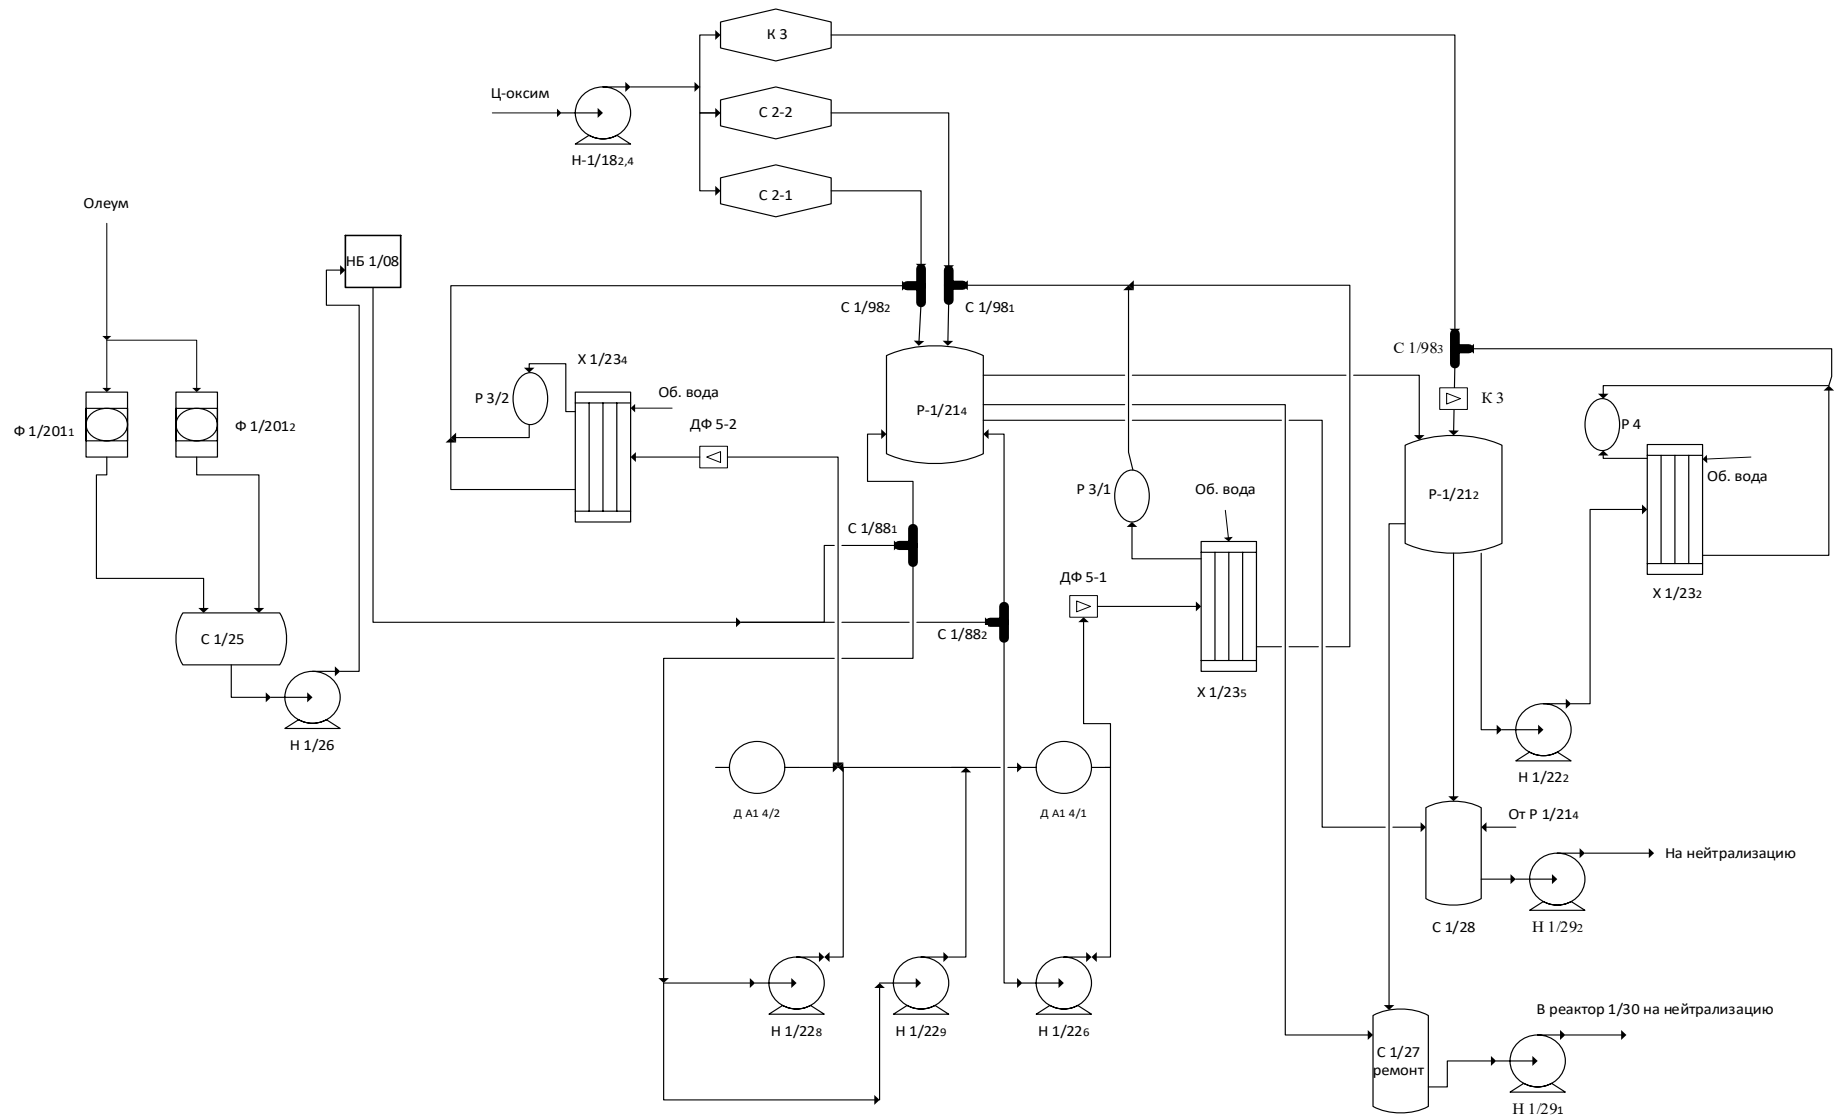 К 3
Ц-оксим
С 2-2
Н-1/18₂,₄
С 2-1
Олеум
НБ 1/08
С 1/98₂
С 1/98₁
С 1/98₃
Х 1/23₄
Р 3/2
Об. вода
К 3
Р-1/21₄
Р 4
Ф 1/201₁
Ф 1/201₂
ДФ 5-2
Об. вода
Р 3/1
Об. вода
Р-1/21₂
С 1/88₁
ДФ 5-1
Х 1/23₂
С 1/25
С 1/88₂
Х 1/23₅
Н 1/26
Н 1/22₂
Д А1 4/2
Д А1 4/1
От Р 1/21₄
На нейтрализацию
С 1/28
Н 1/29₂
В реактор 1/30 на нейтрализацию
Н 1/22₈
Н 1/22₉
Н 1/22₆
С 1/27
ремонт
Н 1/29₁